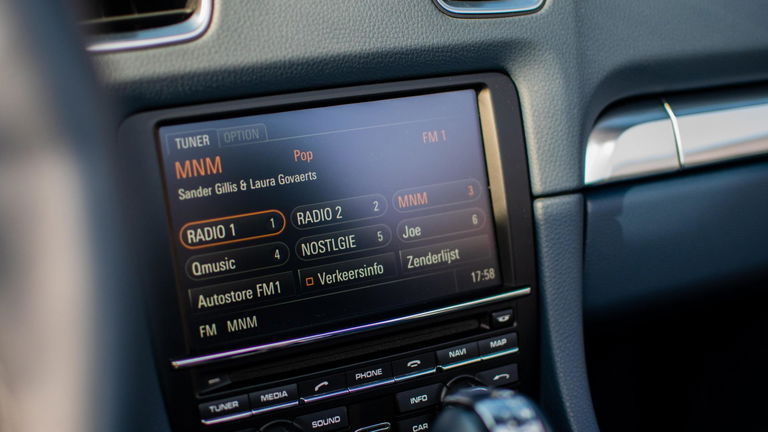 TUNER OPTION
MNM Pop FM 1
Sander Gillis & Laura Govaerts
RADIO 1 1 RADIO 2 2 MNM 3
Qmusic 4 NOSTLGIE 5 Joe 6
Autostore FM1 Verkeersinfo Zenderlijst
FM MNM 17:58
TUNER MEDIA PHONE NAVI MAP
SOUND INFO
CAR